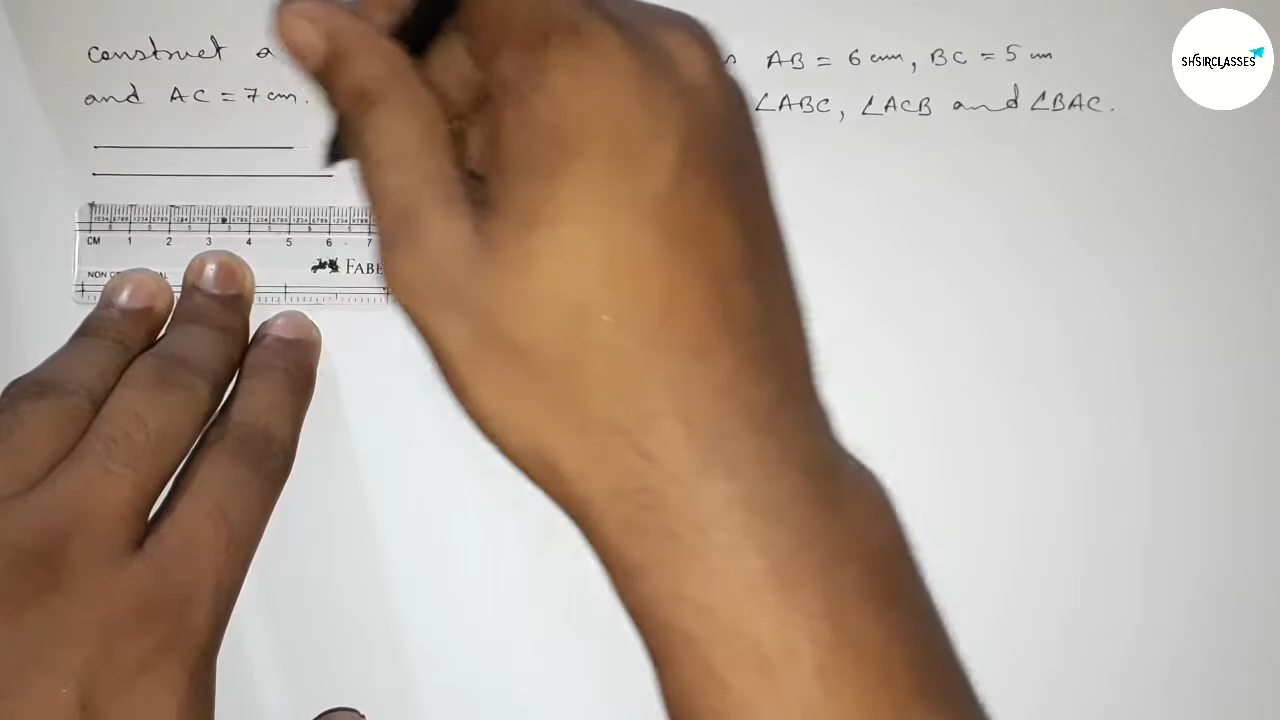 construct a AB = 6 cm, BC = 5 cm
and AC = 7 cm. ∠ABC, ∠ACB and ∠BAC.
SHSIRCLASSES
CM 1 2 3 4 5 6 7
FABE
NON